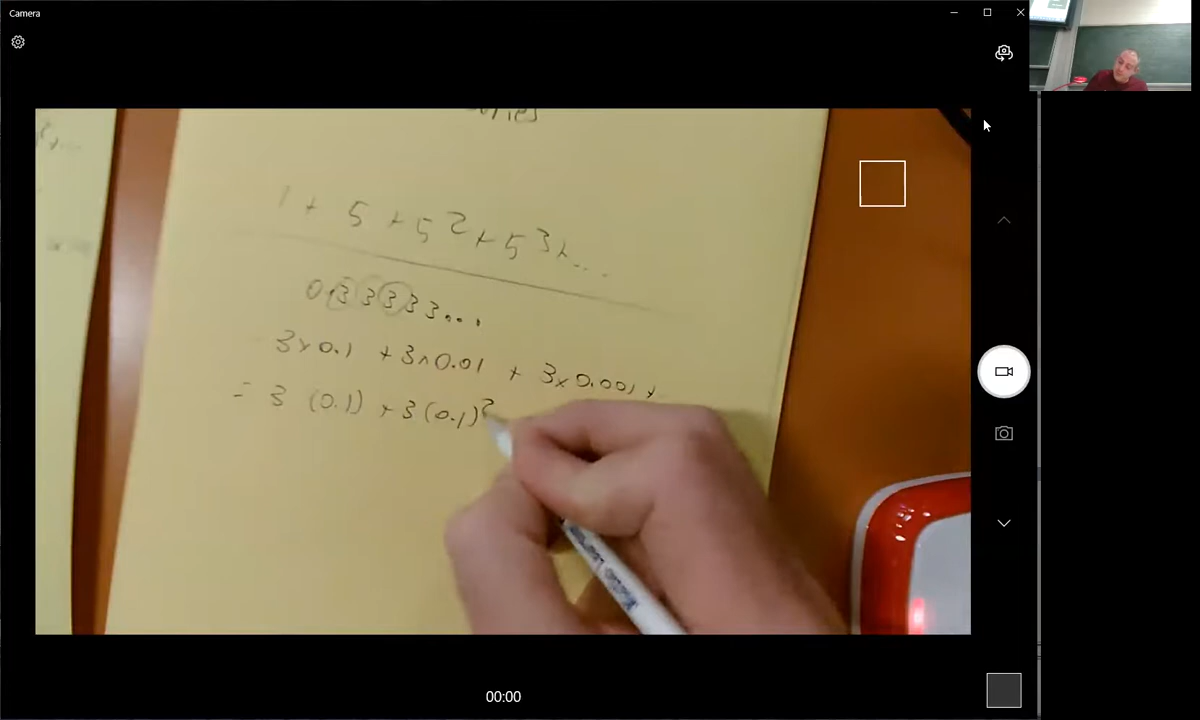 Camera
1 + 5 + 5² + 5³ + ...
0.33333...
3×0.1 + 3×0.01 + 3×0.001 +
= 3 (0.1) + 3(0.1)²
00:00